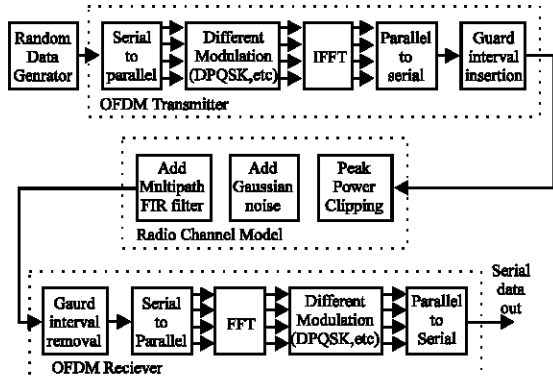 Random
Data
Genrator
Serial
to
parallel
Different
Modulation
(DPQSK,etc)
IFFT
Parallel
to
serial
Guard
interval
insertion
OFDM Transmitter
Add
Multipath
FIR filter
Add
Gaussian
noise
Peak
Power
Clipping
Radio Channel Model
Gaurd
interval
removal
Serial
to
Parallel
FFT
Different
Modulation
(DPQSK,etc)
Parallel
to
Serial
Serial
data
out
OFDM Reciever